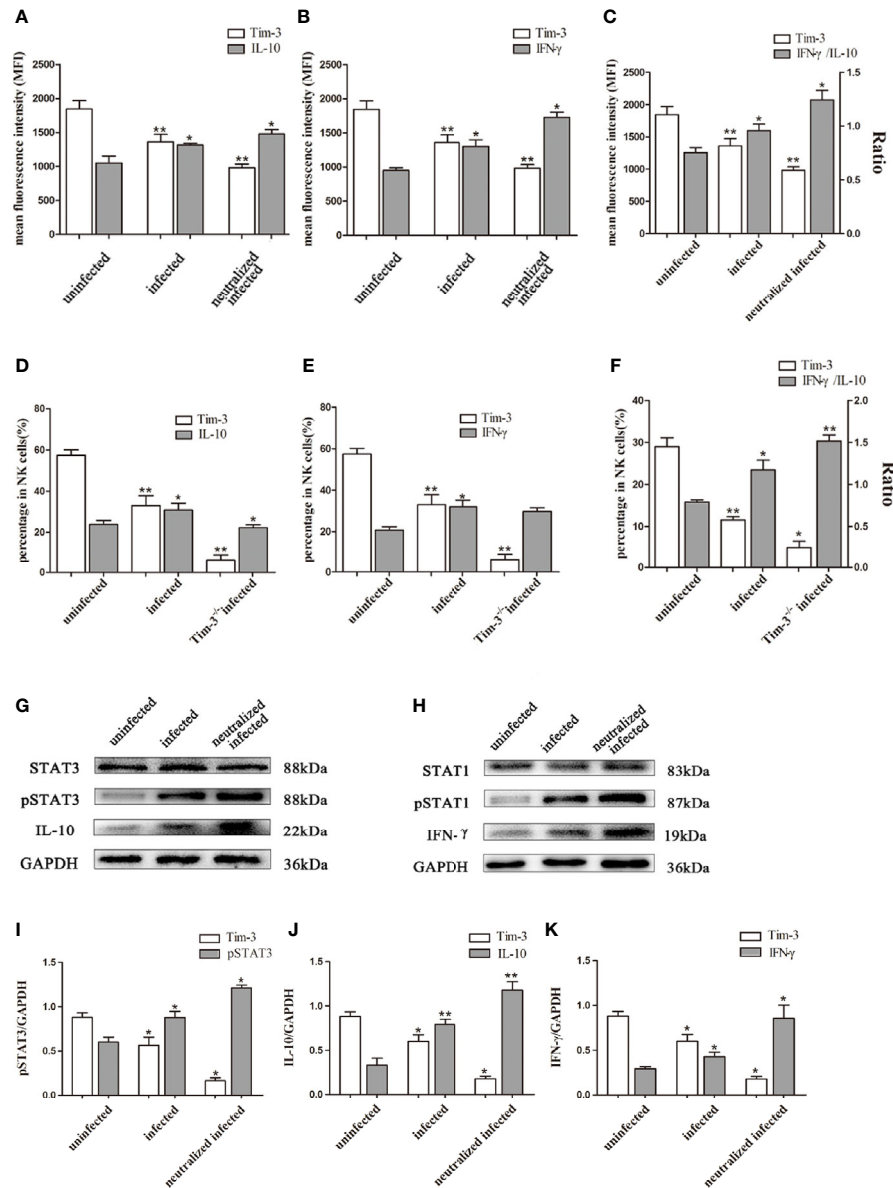 A
Tim-3
IL-10
mean fluorescence intensity (MFI)
2500
2000
1500
1000
500
0
**
*
**
*
uninfected
infected
neutralized
infected
B
Tim-3
IFN-γ
mean fluorescence intensity (MFI)
2500
2000
1500
1000
500
0
**
*
**
*
uninfected
infected
neutralized
infected
C
Tim-3
IFN-γ /IL-10
mean fluorescence intensity (MFI)
2500
2000
1500
1000
500
0
1.5
1.0
0.5
0.0
Ratio
**
*
**
*
uninfected
infected
neutralized infected
D
Tim-3
IL-10
percentage in NK cells(%)
80
60
40
20
0
**
*
**
*
uninfected
infected
Tim-3-/- infected
E
Tim-3
IFN-γ
percentage in NK cells(%)
80
60
40
20
0
**
*
**
uninfected
infected
Tim-3-/- infected
F
Tim-3
IFN-γ /IL-10
percentage in NK cells(%)
40
30
20
10
0
2.0
1.5
1.0
0.5
0.0
Ratio
**
*
*
**
uninfected
infected
Tim-3-/- infected
G
uninfected
infected
neutralized
infected
STAT3 88kDa
pSTAT3 88kDa
IL-10 22kDa
GAPDH 36kDa
H
uninfected
infected
neutralized
infected
STAT1 83kDa
pSTAT1 87kDa
IFN-γ 19kDa
GAPDH 36kDa
I
Tim-3
pSTAT3
pSTAT3/GAPDH
1.5
1.0
0.5
0.0
*
*
*
*
uninfected
infected
neutralized infected
J
Tim-3
IL-10
IL-10/GAPDH
1.5
1.0
0.5
0.0
*
**
*
**
uninfected
infected
neutralized infected
K
Tim-3
IFN-γ
IFN-γ/GAPDH
1.5
1.0
0.5
0.0
*
*
*
*
uninfected
infected
neutralized infected